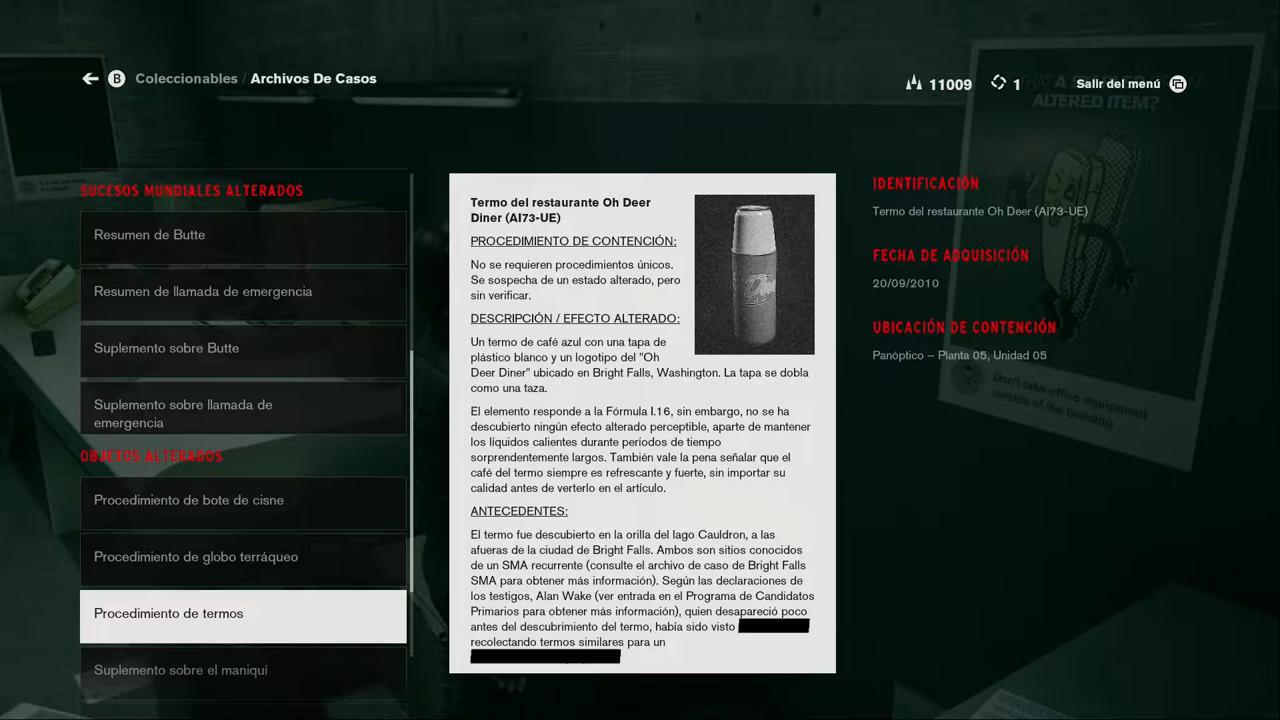 B Coleccionables / Archivos De Casos
11009
1
Salir del menú
THAT A STAPLER
ALTERED ITEM?
SUCESOS MUNDIALES ALTERADOS
Resumen de Butte
Resumen de llamada de emergencia
Suplemento sobre Butte
Suplemento sobre llamada de
emergencia
OBJETOS ALTERADOS
Procedimiento de bote de cisne
Procedimiento de globo terráqueo
Procedimiento de termos
Suplemento sobre el maniquí
Termo del restaurante Oh Deer
Diner (AI73-UE)
PROCEDIMIENTO DE CONTENCIÓN:
No se requieren procedimientos únicos.
Se sospecha de un estado alterado, pero
sin verificar.
DESCRIPCIÓN / EFECTO ALTERADO:
Un termo de café azul con una tapa de
plástico blanco y un logotipo del "Oh
Deer Diner" ubicado en Bright Falls, Washington. La tapa se dobla
como una taza.
El elemento responde a la Fórmula I.16, sin embargo, no se ha
descubierto ningún efecto alterado perceptible, aparte de mantener
los líquidos calientes durante períodos de tiempo
sorprendentemente largos. También vale la pena señalar que el
café del termo siempre es refrescante y fuerte, sin importar su
calidad antes de verterlo en el artículo.
ANTECEDENTES:
El termo fue descubierto en la orilla del lago Cauldron, a las
afueras de la ciudad de Bright Falls. Ambos son sitios conocidos
de un SMA recurrente (consulte el archivo de caso de Bright Falls
SMA para obtener más información). Según las declaraciones de
los testigos, Alan Wake (ver entrada en el Programa de Candidatos
Primarios para obtener más información), quien desapareció poco
antes del descubrimiento del termo, había sido visto
recolectando termos similares para un
IDENTIFICACIÓN
Termo del restaurante Oh Deer (AI73-UE)
FECHA DE ADQUISICIÓN
20/09/2010
UBICACIÓN DE CONTENCIÓN
Panóptico – Planta 05, Unidad 05
Don't take office equipment
outside of the building.